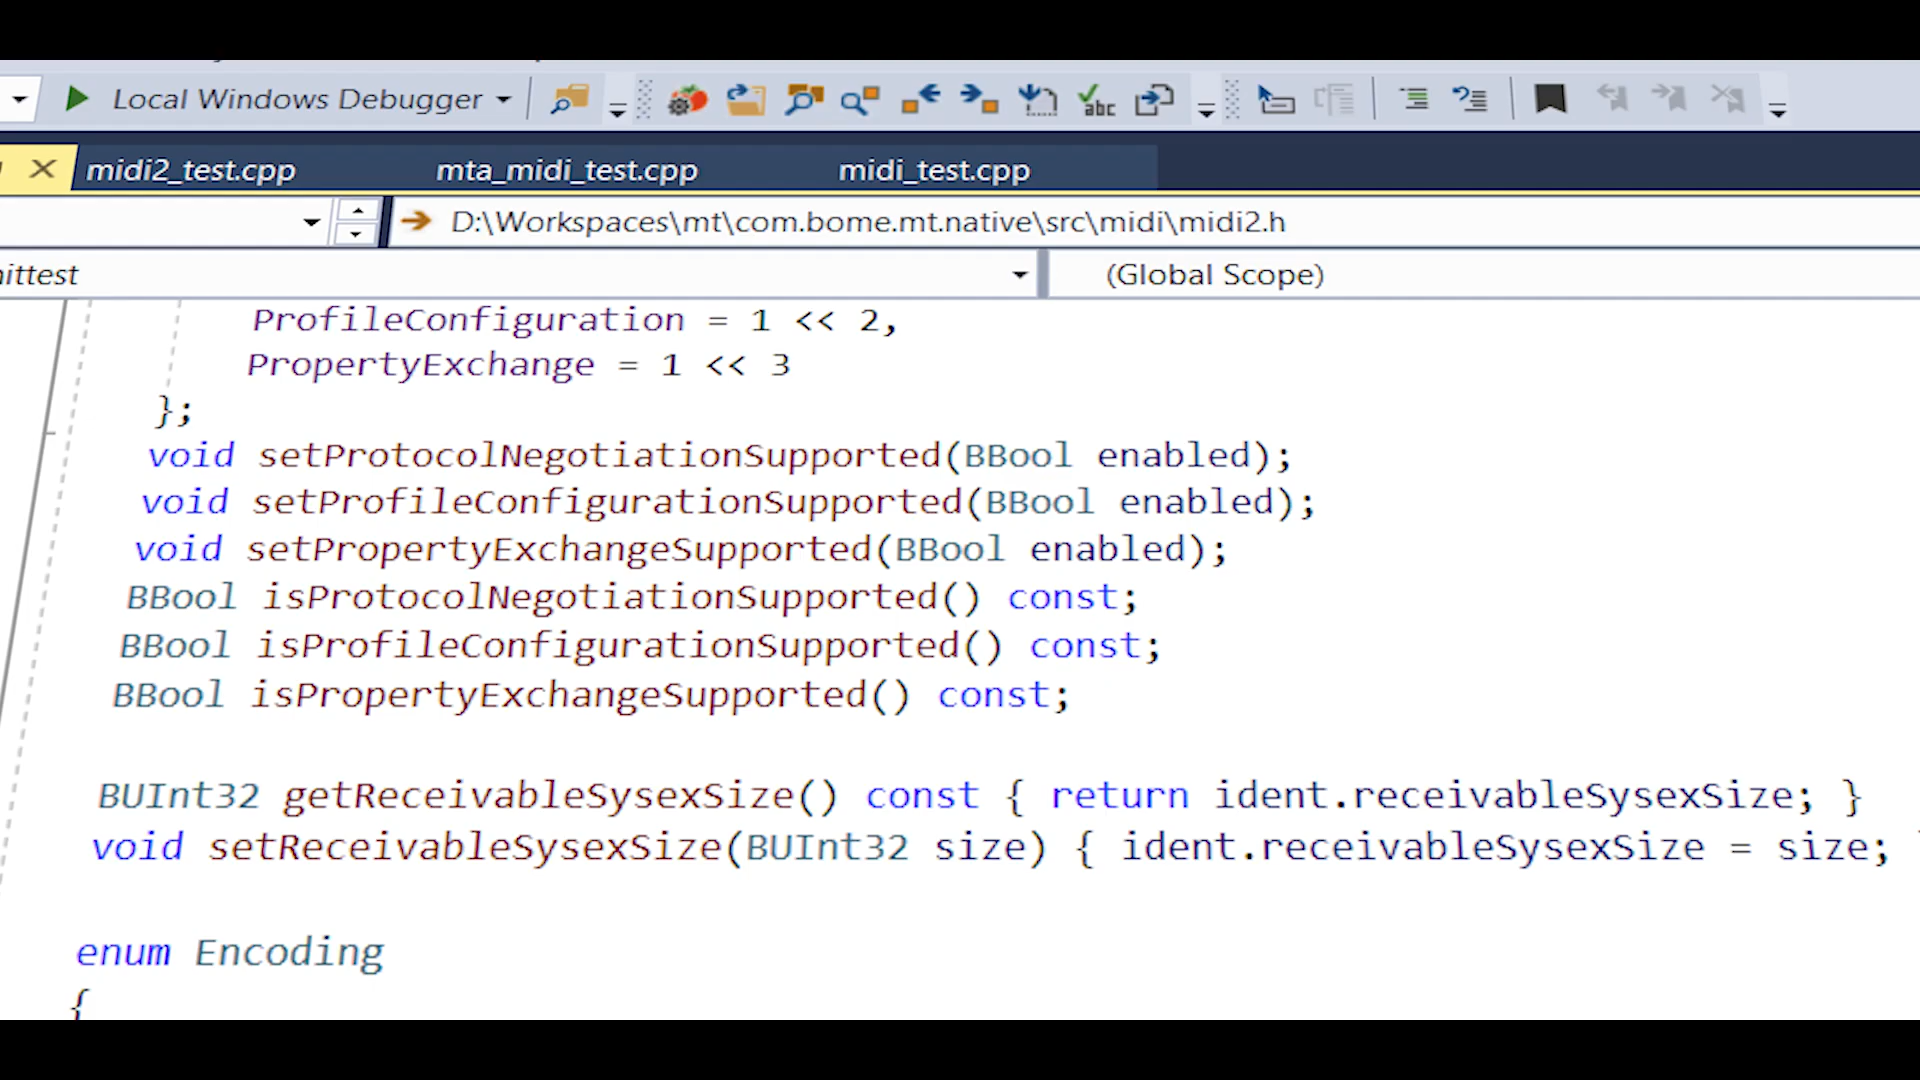 Local Windows Debugger
abc
midi2_test.cpp mta_midi_test.cpp midi_test.cpp
D:\Workspaces\mt\com.bome.mt.native\src\midi\midi2.h
nittest (Global Scope)
ProfileConfiguration = 1 << 2,
PropertyExchange = 1 << 3
};
void setProtocolNegotiationSupported(BBool enabled);
void setProfileConfigurationSupported(BBool enabled);
void setPropertyExchangeSupported(BBool enabled);
BBool isProtocolNegotiationSupported() const;
BBool isProfileConfigurationSupported() const;
BBool isPropertyExchangeSupported() const;
BUInt32 getReceivableSysexSize() const { return ident.receivableSysexSize; }
void setReceivableSysexSize(BUInt32 size) { ident.receivableSysexSize = size;
enum Encoding
{